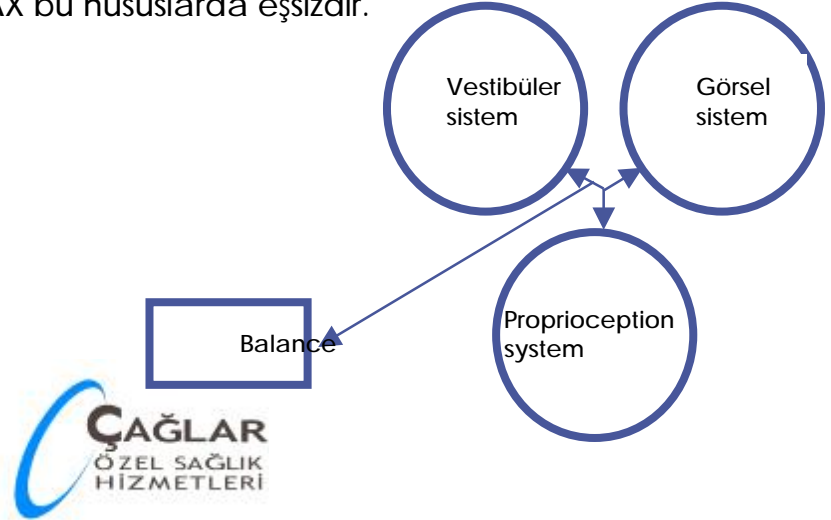 AX bu hususlarda eşsizdir.
Vestibüler
sistem
Görsel
sistem
Proprioception
system
Balance
ÇAĞLAR
ÖZEL SAĞLIK
HİZMETLERİ